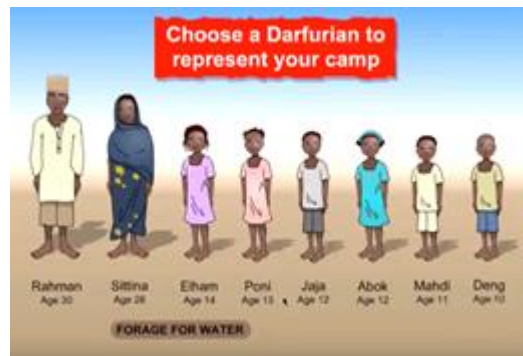 Choose a Darfurian to
represent your camp
Rahman Sittina Elham Poni Jaja Abok Mahdi Deng
Age 30 Age 28 Age 14 Age 13 Age 12 Age 12 Age 11 Age 10
FORAGE FOR WATER